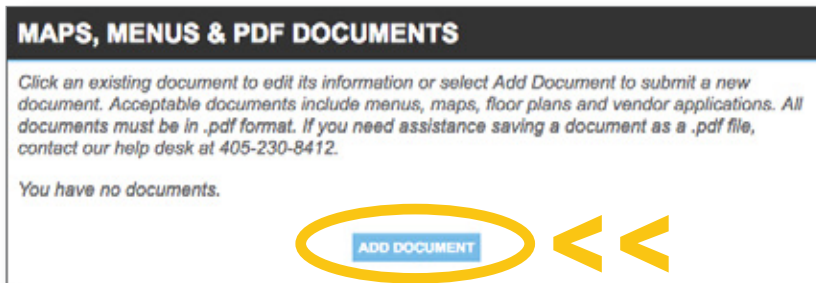 MAPS, MENUS & PDF DOCUMENTS
Click an existing document to edit its information or select Add Document to submit a new
document. Acceptable documents include menus, maps, floor plans and vendor applications. All
documents must be in .pdf format. If you need assistance saving a document as a .pdf file,
contact our help desk at 405-230-8412.
You have no documents.
ADD DOCUMENT <<